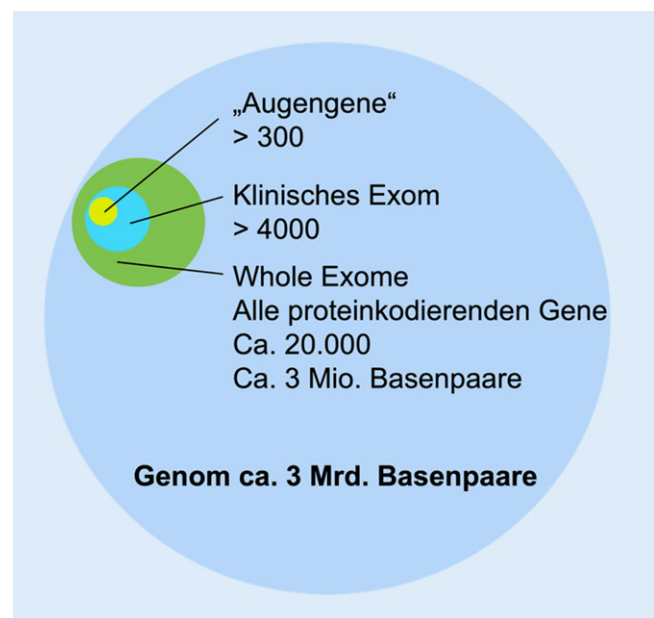 „Augengene“
> 300
Klinisches Exom
> 4000
Whole Exome
Alle proteinkodierenden Gene
Ca. 20.000
Ca. 3 Mio. Basenpaare
Genom ca. 3 Mrd. Basenpaare